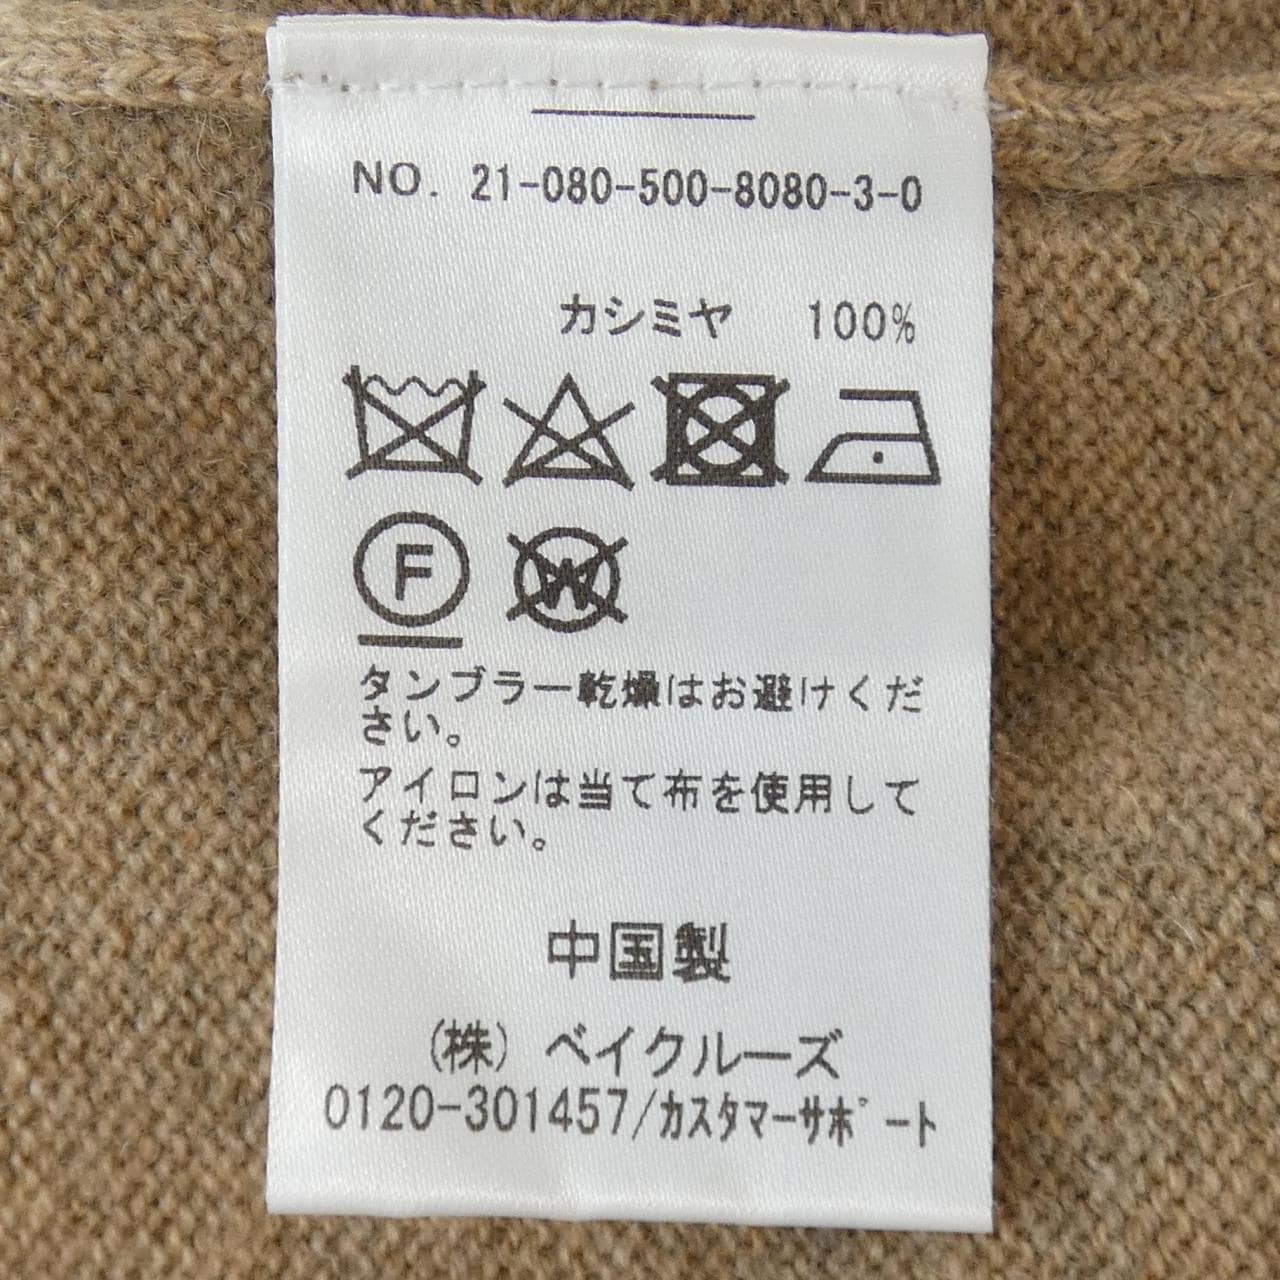 NO. 21-080-500-8080-3-0
カシミヤ 100%
F W
タンブラー乾燥はお避けくだ
さい。
アイロンは当て布を使用して
ください。
中国製
(株) ベイクルーズ
0120-301457/ｶｽﾀﾏｰｻﾎﾟｰﾄ